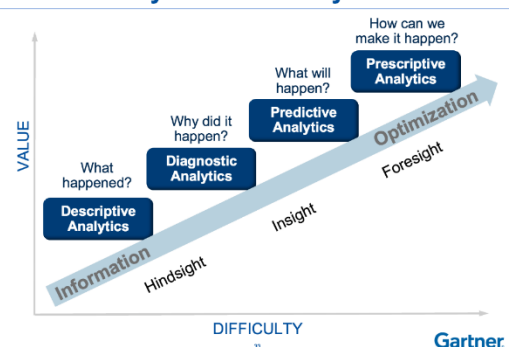 How can we
make it happen?
Prescriptive
Analytics
What will
happen?
Predictive
Analytics
Why did it
happen?
Diagnostic
Analytics
What
happened?
Descriptive
Analytics
VALUE
Information
Optimization
Hindsight
Insight
Foresight
DIFFICULTY
Gartner